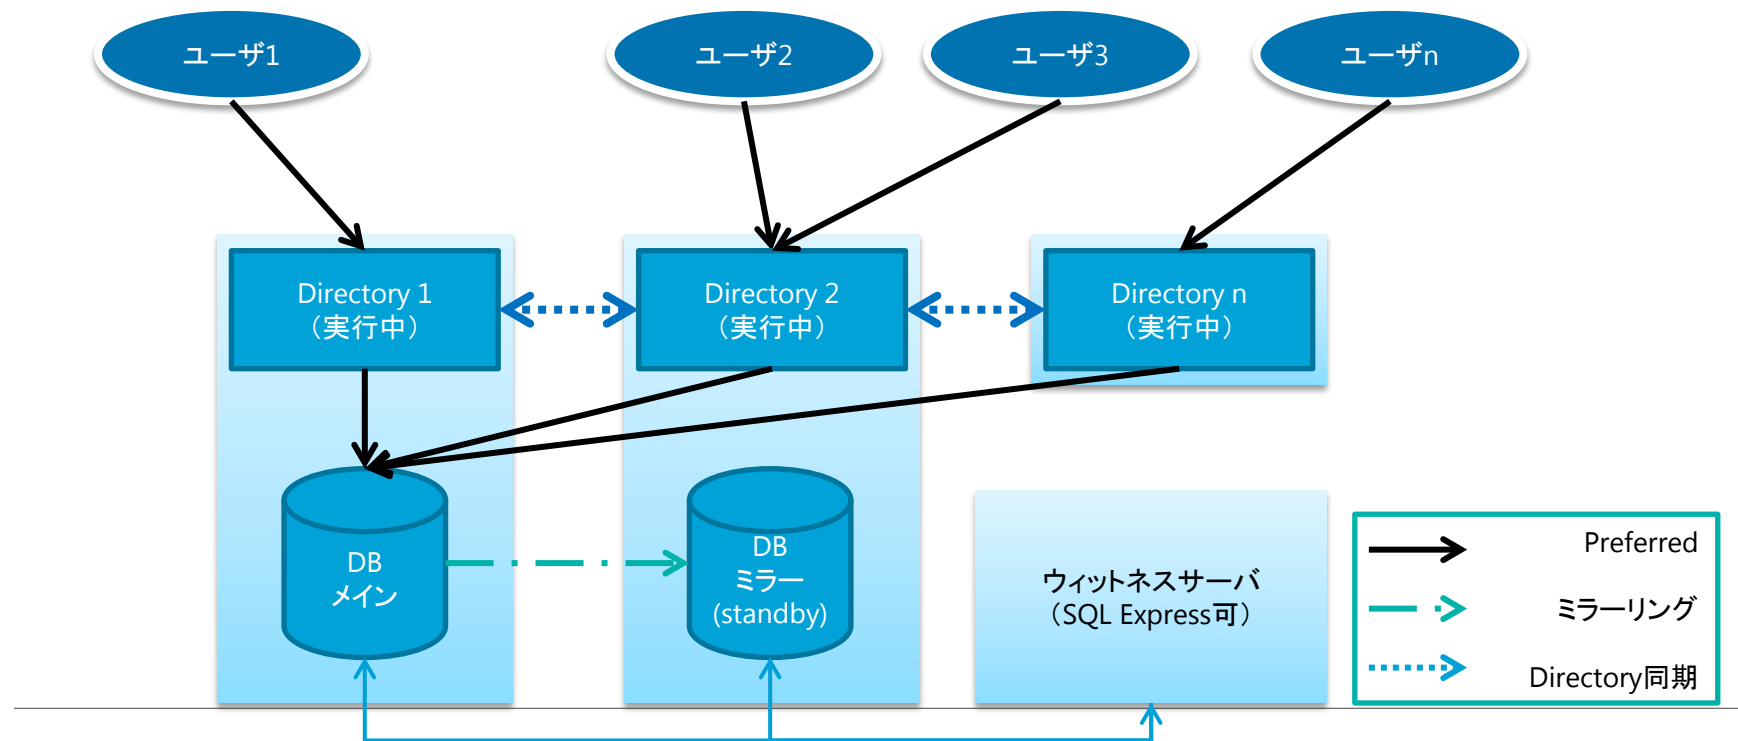 ユーザ1
ユーザ2
ユーザ3
ユーザn
Directory 1
（実行中）
Directory 2
（実行中）
Directory n
（実行中）
DB
メイン
DB
ミラー
(standby)
ウィットネスサーバ
（SQL Express可）
Preferred
ミラーリング
Directory同期